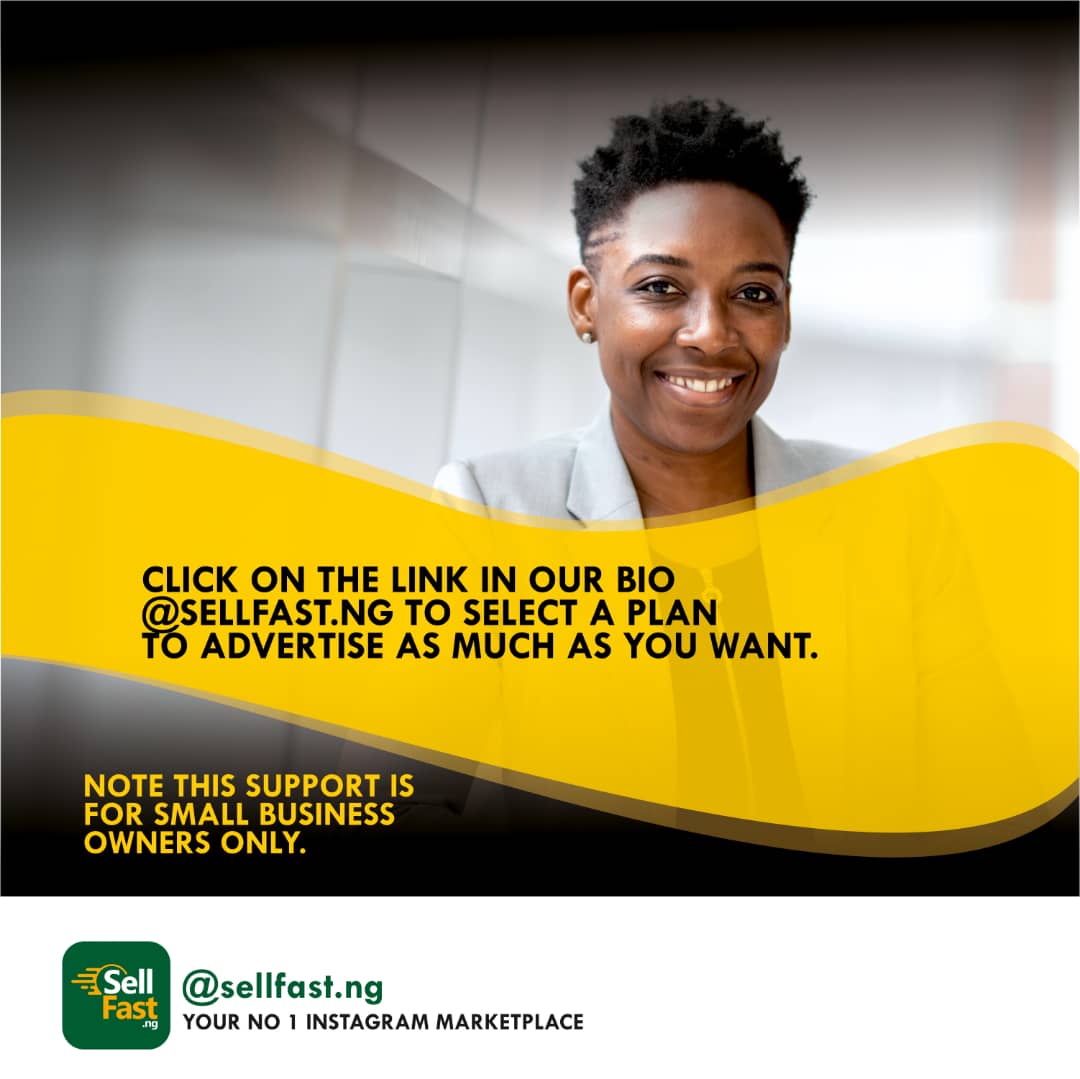 CLICK ON THE LINK IN OUR BIO
@SELLFAST.NG TO SELECT A PLAN
TO ADVERTISE AS MUCH AS YOU WANT.
NOTE THIS SUPPORT IS
FOR SMALL BUSINESS
OWNERS ONLY.
Sell
Fast
.ng
@sellfast.ng
YOUR NO 1 INSTAGRAM MARKETPLACE